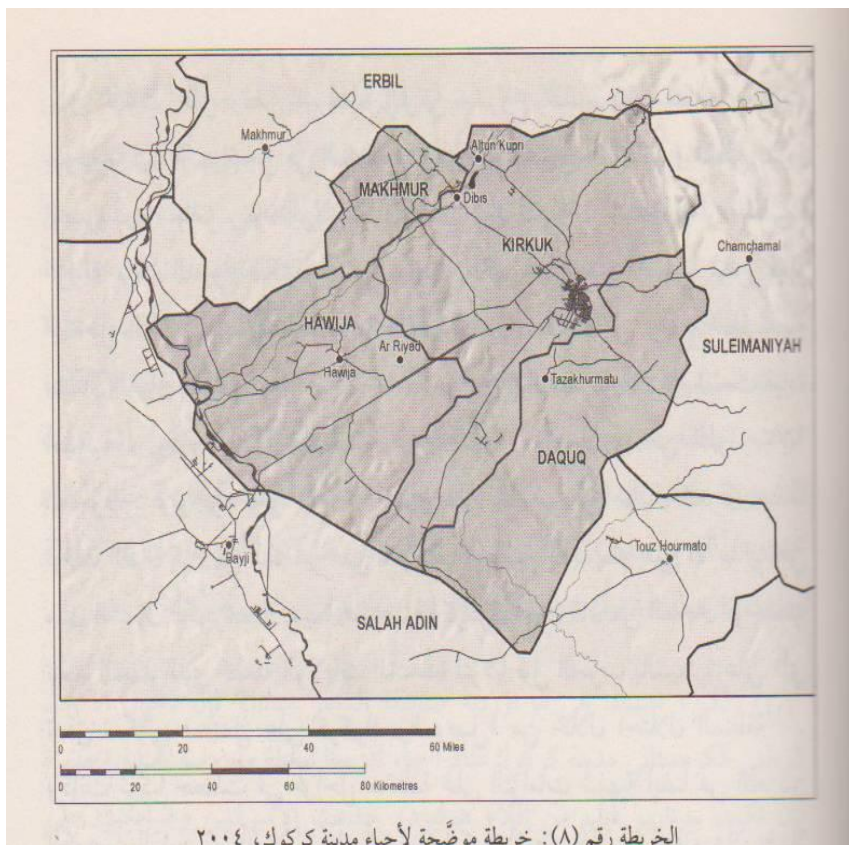 ERBIL
Makhmur
Altun Kupri
MAKHMUR
Dibis
KIRKUK
Chamchamal
HAWIJA
Ar Riyad
SULEIMANIYAH
Hawija
Tazakhurmatu
DAQUQ
Touz Hourmato
Bayji
SALAH ADIN
0 20 40 60 Miles
0 20 40 60 80 Kilometres
الخريطة رقم (٨): خريطة موضَّحة لأحياء مدينة كركوك، ٢٠٠٤